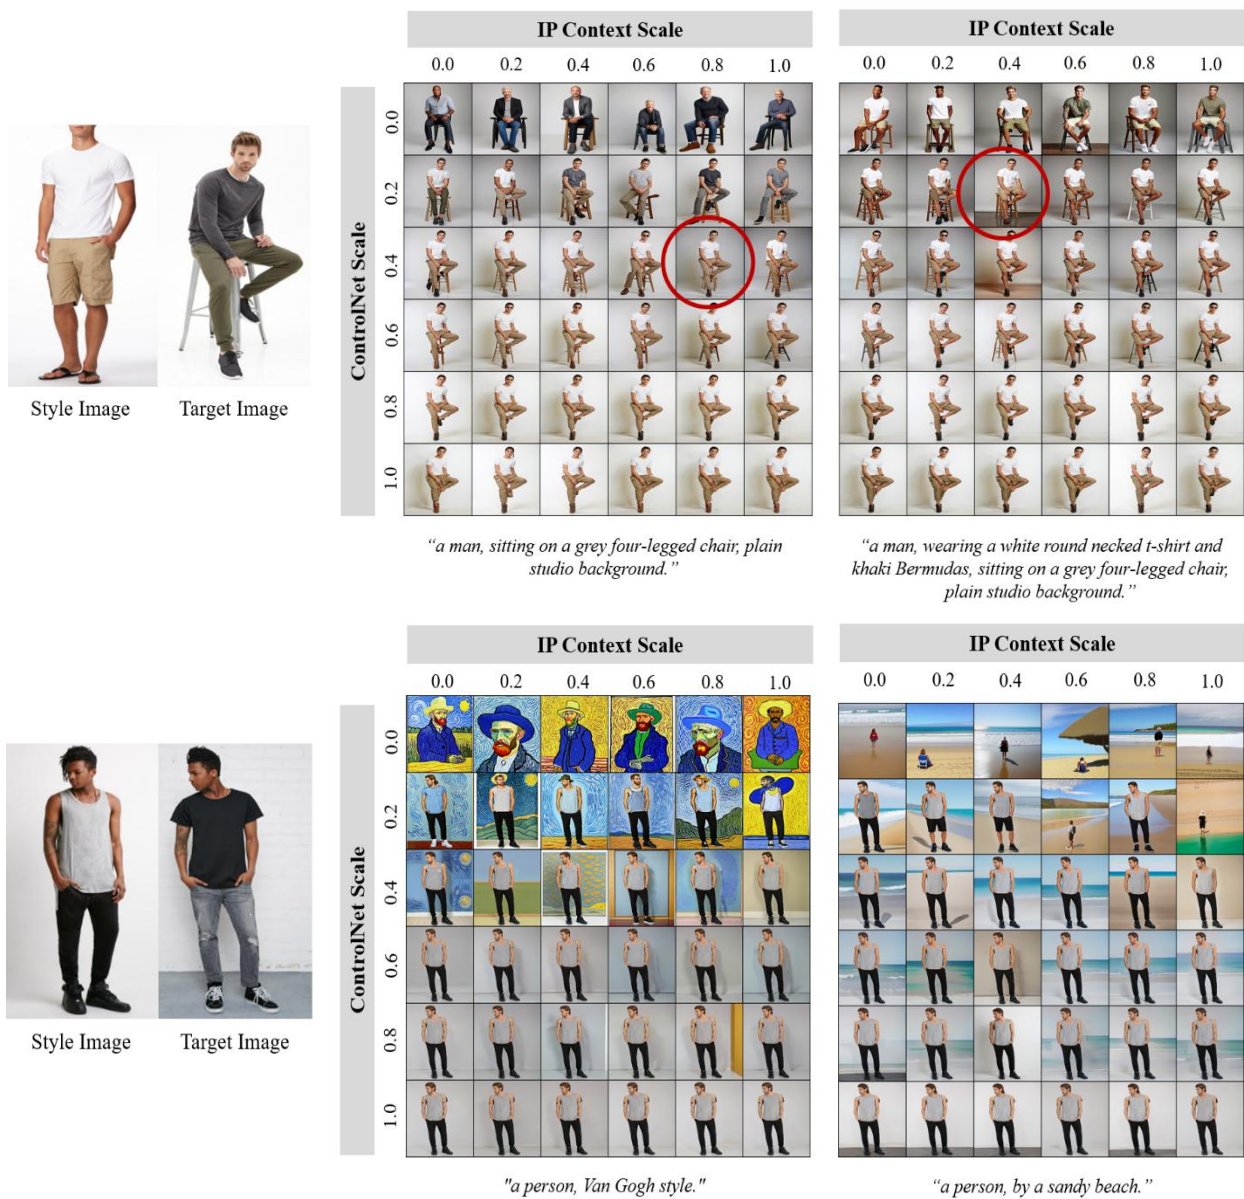 IP Context Scale
0.0 0.2 0.4 0.6 0.8 1.0
ControlNet Scale
0.0
0.2
0.4
0.6
0.8
1.0
Style Image
Target Image
“a man, sitting on a grey four-legged chair, plain
studio background.”
IP Context Scale
0.0 0.2 0.4 0.6 0.8 1.0
“a man, wearing a white round necked t-shirt and
khaki Bermudas, sitting on a grey four-legged chair,
plain studio background.”
IP Context Scale
0.0 0.2 0.4 0.6 0.8 1.0
ControlNet Scale
0.0
0.2
0.4
0.6
0.8
1.0
Style Image
Target Image
"a person, Van Gogh style."
IP Context Scale
0.0 0.2 0.4 0.6 0.8 1.0
“a person, by a sandy beach.”